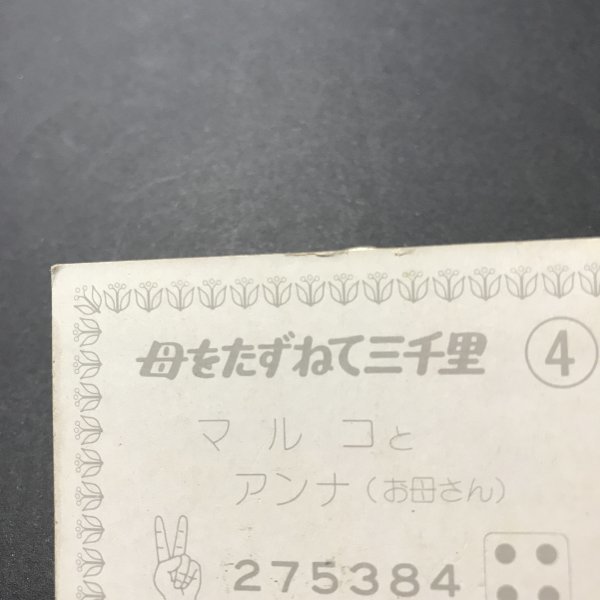 母をたずねて三千里 ④
マルコと
アンナ（お母さん）
275384